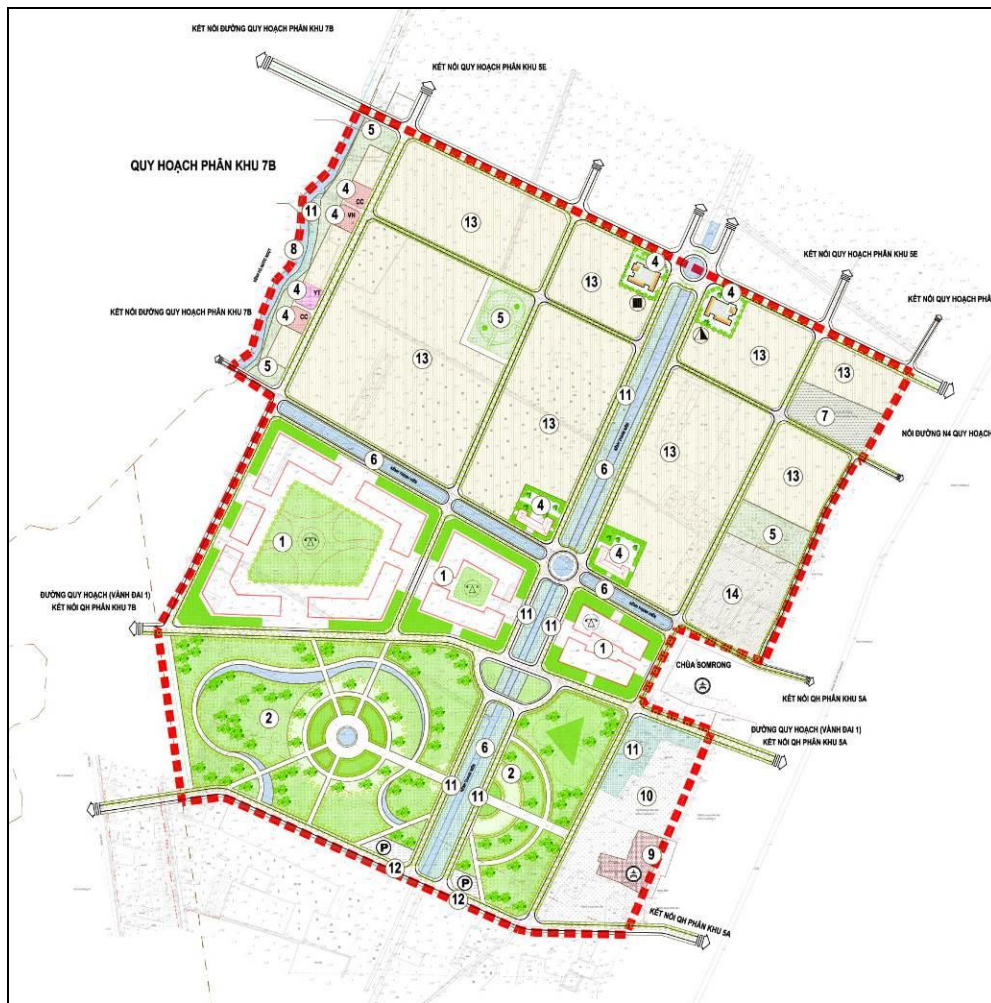 KẾT NỐI ĐƯỜNG QUY HOẠCH PHÂN KHU 7B
KẾT NỐI QUY HOẠCH PHÂN KHU 5E
5
QUY HOẠCH PHÂN KHU 7B
4
CC
4
VH
11
13
8
13
4
4
KẾT NỐI QUY HOẠCH PHÂN KHU 5E
4
YT
KẾT NỐI QUY HOẠCH PHÂ
KẾT NỐI ĐƯỜNG QUY HOẠCH PHÂN KHU 7B
4
CC
5
13
13
13
5
11
7
13
13
NỐI ĐƯỜNG N4 QUY HOẠCH
6
6
13
KÊNH THANH NIÊN
4
5
1
4
1
6
14
ĐƯỜNG QUY HOẠCH (VÀNH ĐAI 1)
KẾT NỐI QH PHÂN KHU 7B
11
11
1
CHÙA SOMRONG
KẾT NỐI QH PHÂN KHU 5A
2
ĐƯỜNG QUY HOẠCH (VÀNH ĐAI 1)
KẾT NỐI QH PHÂN KHU 5A
6
11
2
11
11
10
P
9
12
P
12
KẾT NỐI QH PHÂN KHU 5A